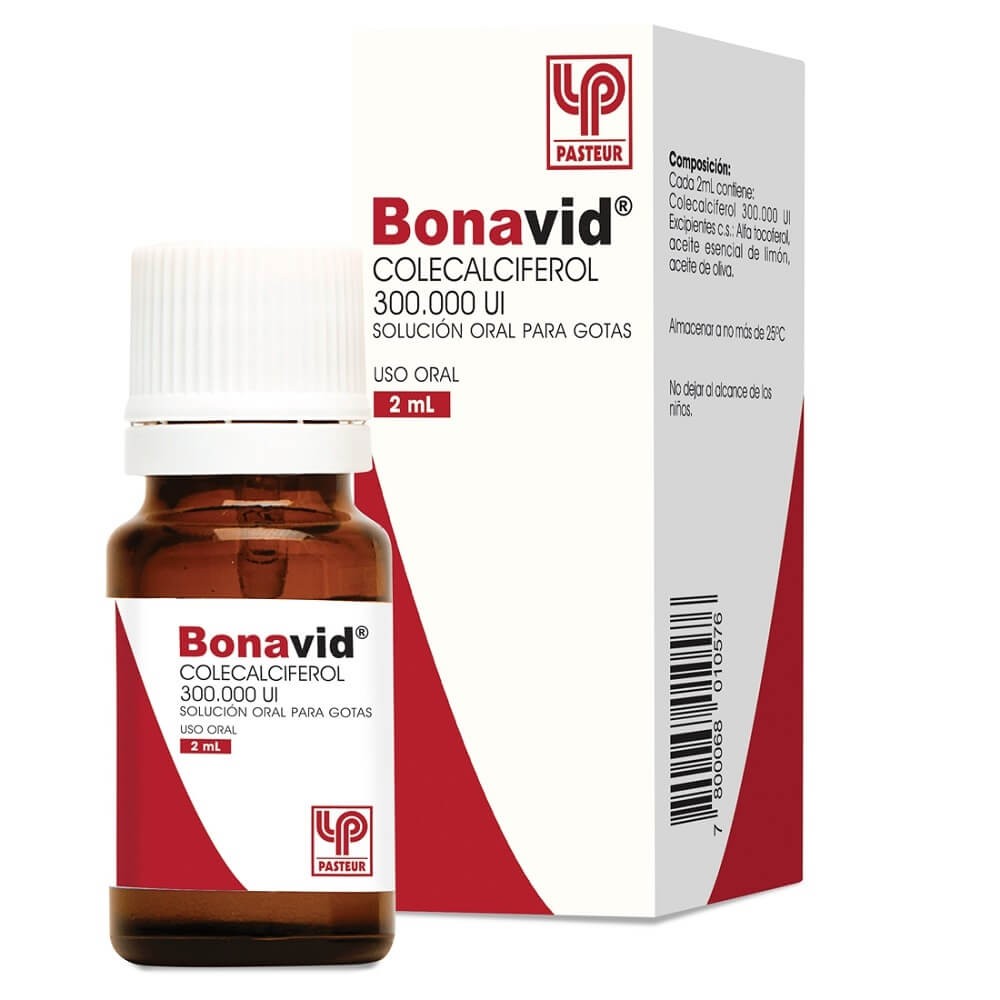 PASTEUR
Bonavid®
COLECALCIFEROL
300.000 UI
SOLUCIÓN ORAL PARA GOTAS
USO ORAL
2 mL
Composición:
Cada 2mL contiene:
Colecalciferol 300.000 UI
Excipientes c.s.: Alfa tocoferol,
aceite esencial de limón,
aceite de oliva.
Almacenar a no más de 25ºC
No dejar al alcance de los
niños.
7 800068 010576
Bonavid®
COLECALCIFEROL
300.000 UI
SOLUCIÓN ORAL PARA GOTAS
USO ORAL
2 mL
PASTEUR